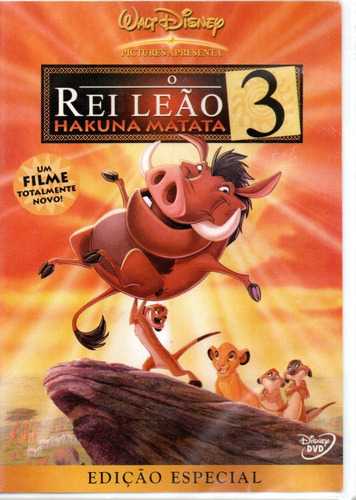 WALT DISNEY
PICTURES APRESENTA
O
REI LEÃO 3
HAKUNA MATATA
UM
FILME
TOTALMENTE
NOVO!
Disney
DVD
EDIÇÃO ESPECIAL